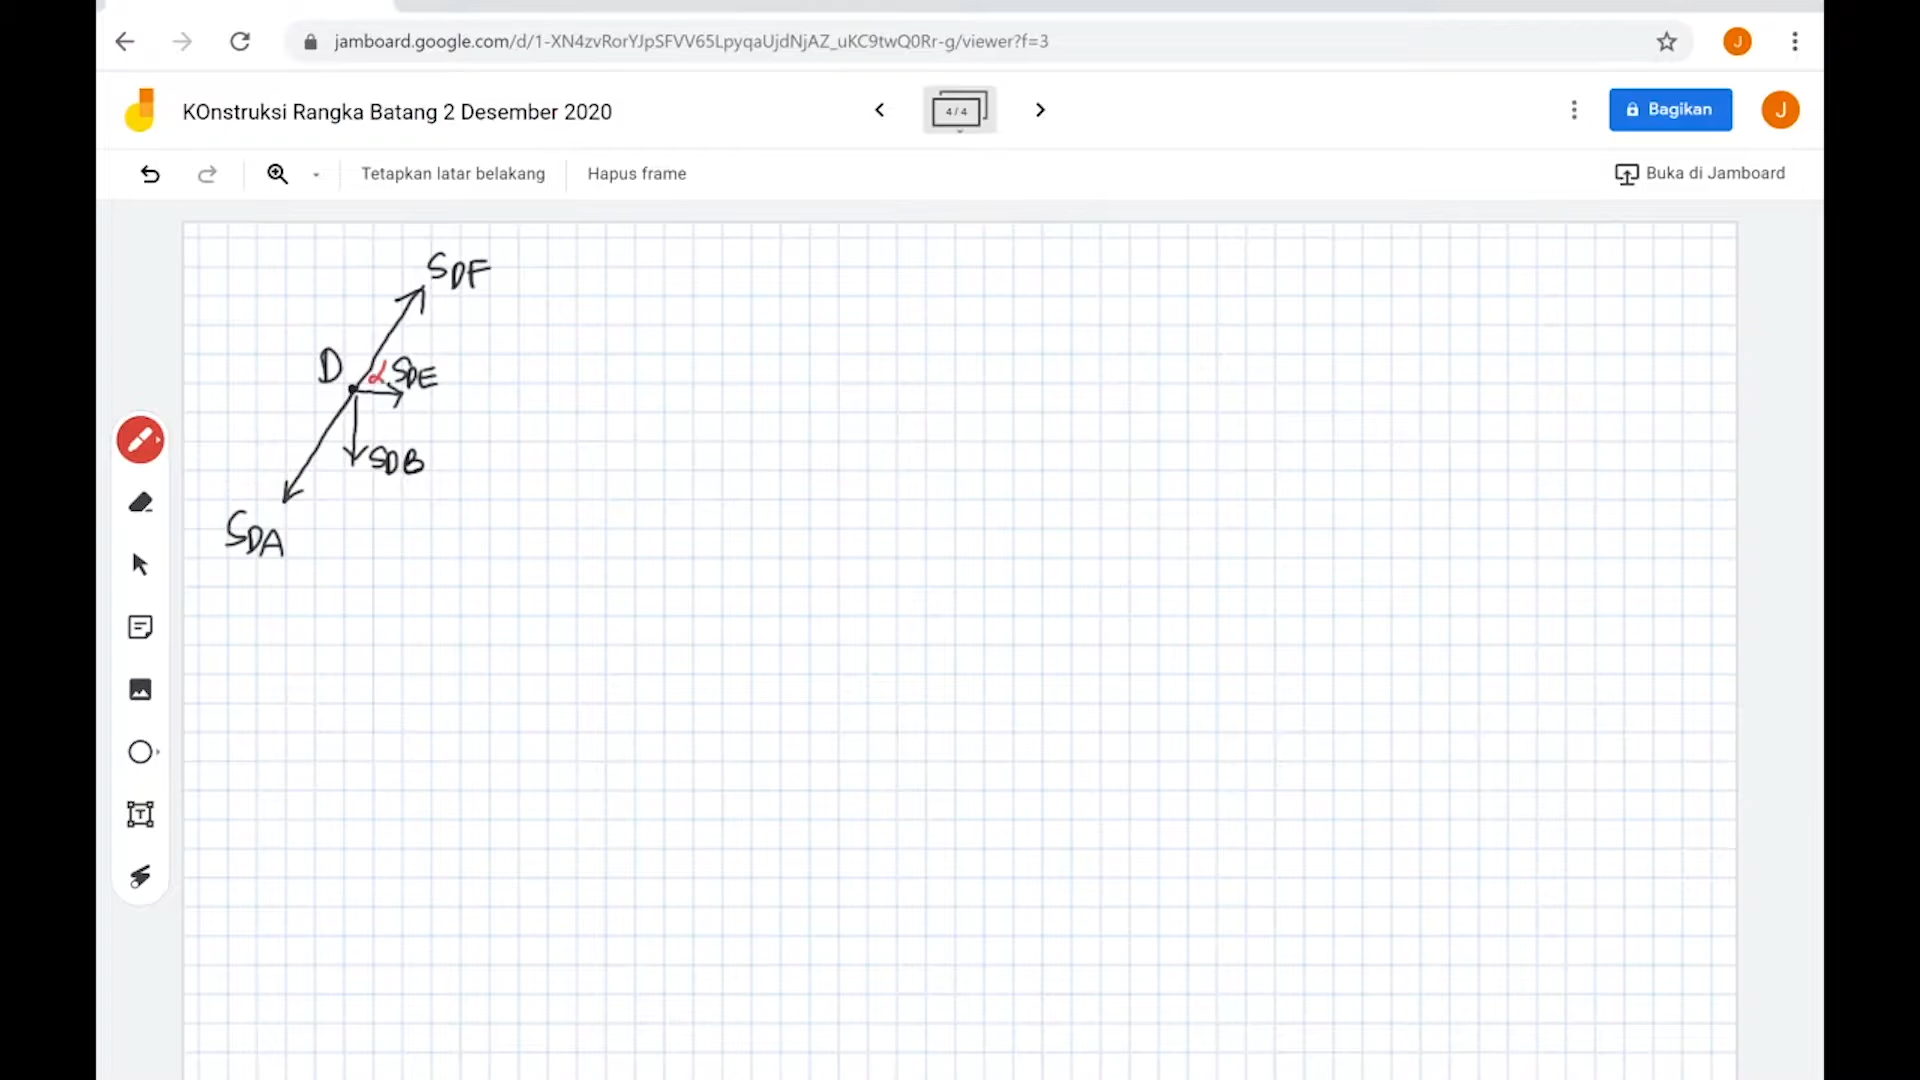 jamboard.google.com/d/1-XN4zvRorYJpSFVV65LpyqaUjdNjAZ_uKC9twQ0Rr-g/viewer?f=3
J
KOnstruksi Rangka Batang 2 Desember 2020
4 / 4
Bagikan
J
Tetapkan latar belakang
Hapus frame
Buka di Jamboard
SDF
D
α
SDE
SDB
SDA